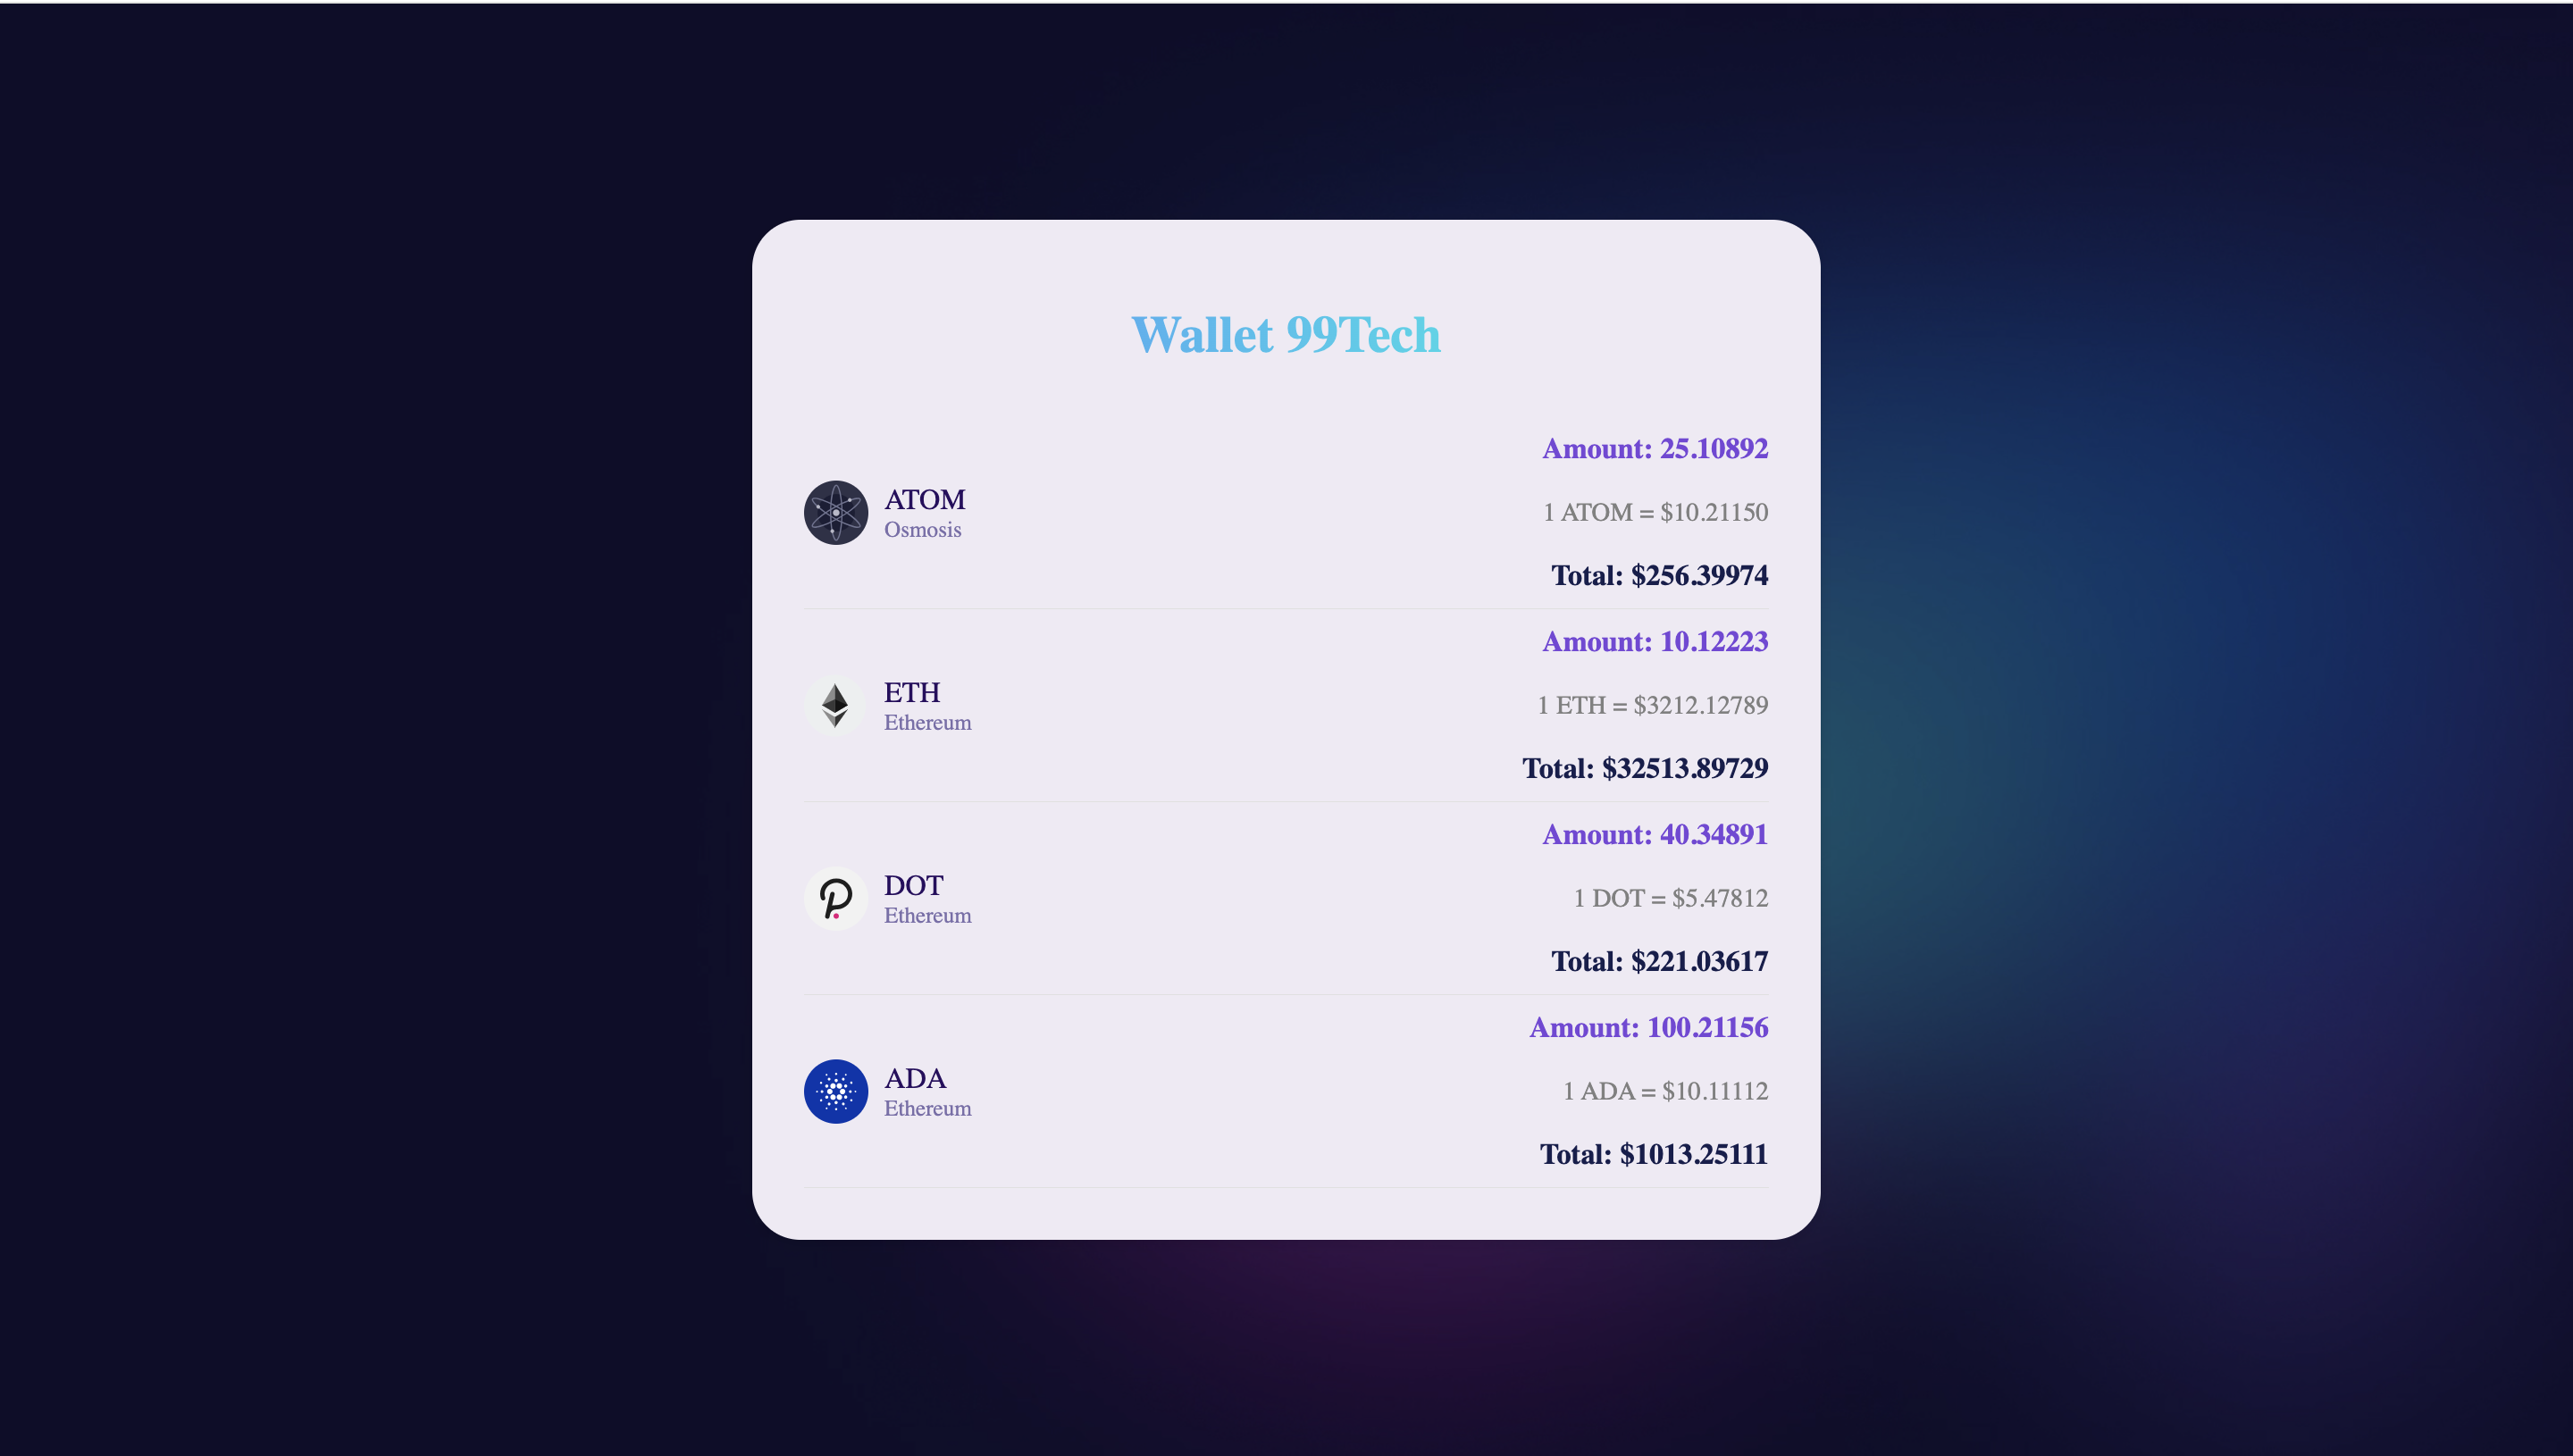 Wallet 99Tech
Amount: 25.10892
ATOM
Osmosis
1 ATOM = $10.21150
Total: $256.39974
Amount: 10.12223
ETH
Ethereum
1 ETH = $3212.12789
Total: $32513.89729
Amount: 40.34891
DOT
Ethereum
1 DOT = $5.47812
Total: $221.03617
Amount: 100.21156
ADA
Ethereum
1 ADA = $10.11112
Total: $1013.25111